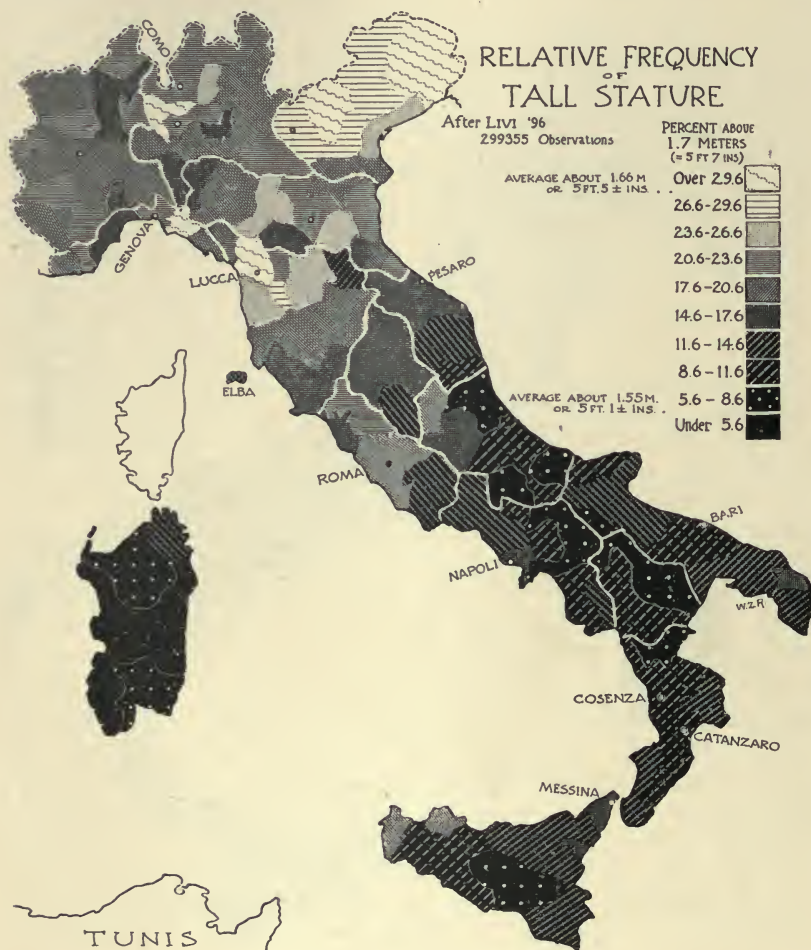 RELATIVE FREQUENCY
OF
TALL STATURE
After LIVI '96
299355 Observations
PERCENT ABOVE
1.7 METERS
(= 5 FT 7 INS)
AVERAGE ABOUT 1.66 M
OR 5 FT. 5 ± INS. . .
Over 29.6
26.6-29.6
23.6-26.6
20.6-23.6
17.6-20.6
14.6-17.6
11.6-14.6
8.6-11.6
AVERAGE ABOUT 1.55 M.
OR 5 FT. 1 ± INS. . .
5.6-8.6
Under 5.6
COMO
GENOVA
LUCCA
PESARO
ELBA
ROMA
BARI
NAPOLI
W.Z.R
COSENZA
CATANZARO
MESSINA
TUNIS